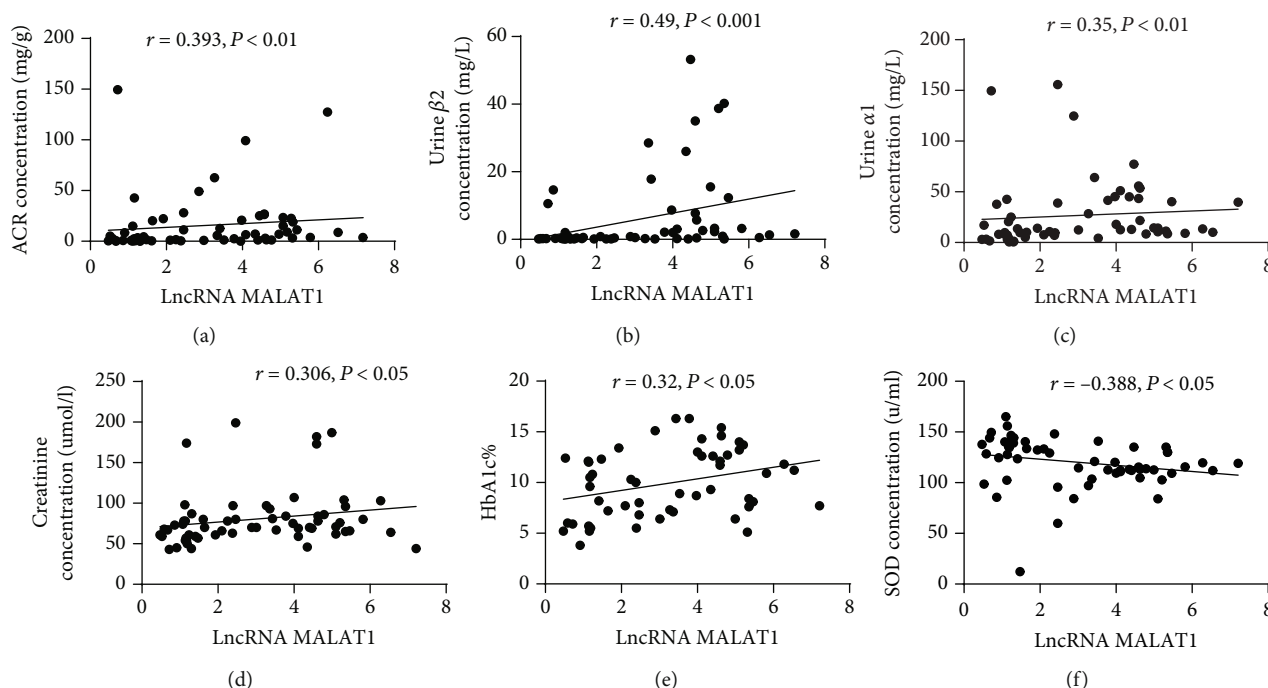 r = 0.393, P < 0.01
ACR concentration (mg/g)
200
150
100
50
0
0 2 4 6 8
LncRNA MALAT1
(a)
r = 0.49, P < 0.001
Urine β2
concentration (mg/L)
60
40
20
0
0 2 4 6 8
LncRNA MALAT1
(b)
r = 0.35, P < 0.01
Urine α1
concentration (mg/L)
200
150
100
50
0
0 2 4 6 8
LncRNA MALAT1
(c)
r = 0.306, P < 0.05
Creatinine
concentration (umol/l)
250
200
150
100
50
0
0 2 4 6 8
LncRNA MALAT1
(d)
r = 0.32, P < 0.05
HbA1c%
20
15
10
5
0
0 2 4 6 8
LncRNA MALAT1
(e)
r = –0.388, P < 0.05
SOD concentration (u/ml)
200
150
100
50
0
0 2 4 6 8
LncRNA MALAT1
(f)